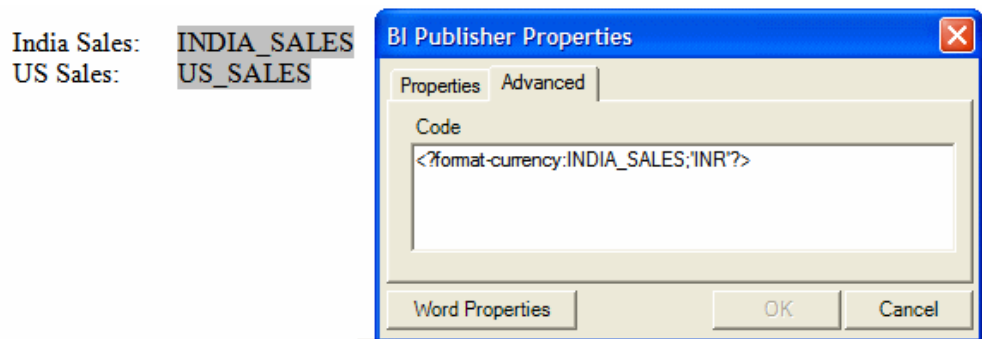 India Sales: INDIA_SALES
US Sales: US_SALES
BI Publisher Properties
Properties Advanced
Code
<?format-currency:INDIA_SALES;'INR'?>
Word Properties OK Cancel